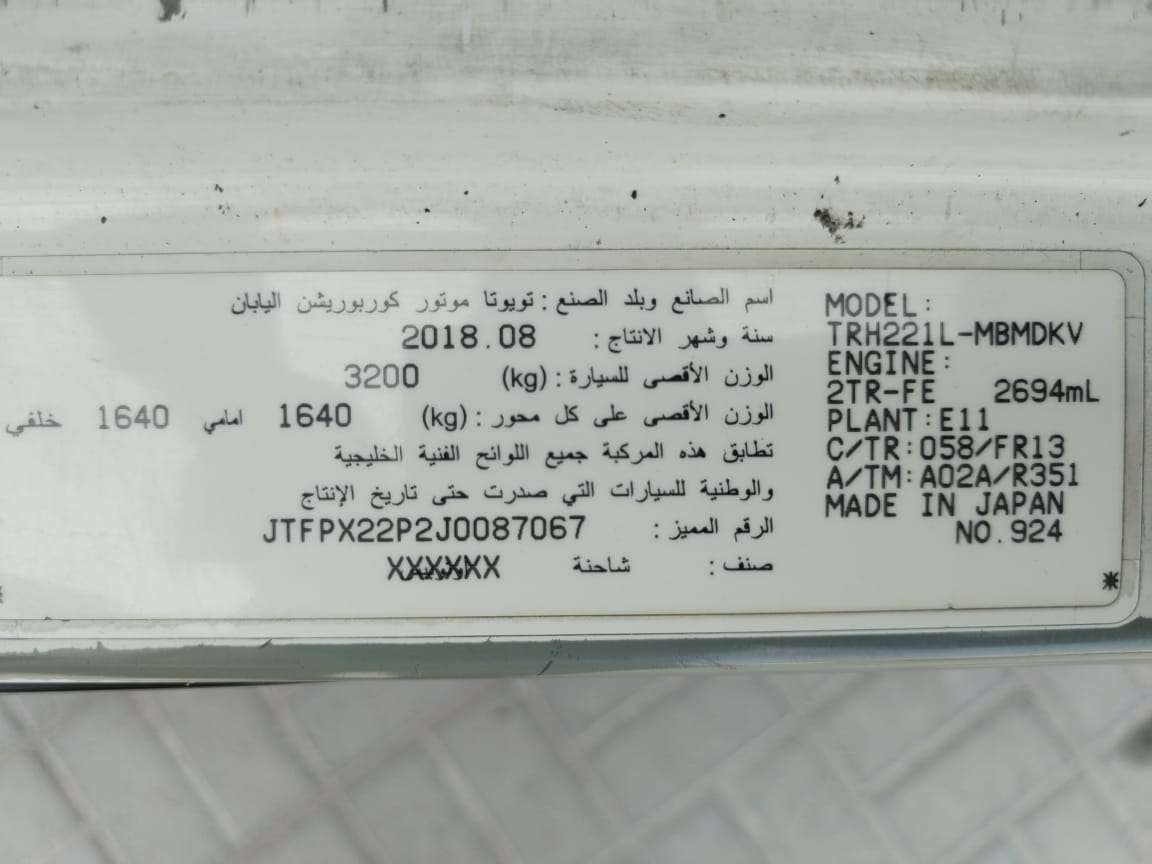 اسم الصانع وبلد الصنع : تويوتا موتور كوربوريشن اليابان
سنة وشهر الانتاج : 2018.08
الوزن الأقصى للسيارة : (kg) 3200
الوزن الأقصى على كل محور : (kg) 1640 امامي 1640 خلفي
تطابق هذه المركبة جميع اللوائح الفنية الخليجية
والوطنية للسيارات التي صدرت حتى تاريخ الإنتاج
الرقم المميز : JTFPX22P2J0087067
صنف : شاحنة XXXXXX
MODEL:
TRH221L-MBMDKV
ENGINE:
2TR-FE 2694mL
PLANT:E11
C/TR:058/FR13
A/TM:A02A/R351
MADE IN JAPAN
NO.924